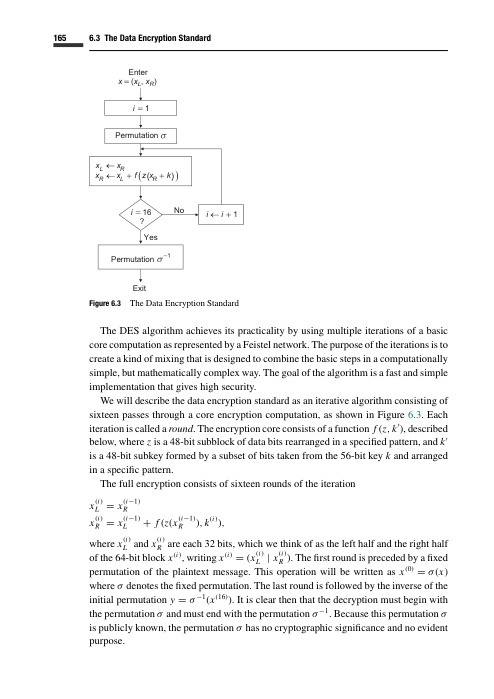 165 6.3 The Data Encryption Standard
Enter
x = (x_L, x_R)
i = 1
Permutation σ
x_L ← x_R
x_R ← x_L + f(z(x_R + k))
i = 16
?
No
i ← i + 1
Yes
Permutation σ⁻¹
Exit
Figure 6.3 The Data Encryption Standard
The DES algorithm achieves its practicality by using multiple iterations of a basic
core computation as represented by a Feistel network. The purpose of the iterations is to
create a kind of mixing that is designed to combine the basic steps in a computationally
simple, but mathematically complex way. The goal of the algorithm is a fast and simple
implementation that gives high security.
We will describe the data encryption standard as an iterative algorithm consisting of
sixteen passes through a core encryption computation, as shown in Figure 6.3. Each
iteration is called a round. The encryption core consists of a function f(z, k′), described
below, where z is a 48-bit subblock of data bits rearranged in a specified pattern, and k′
is a 48-bit subkey formed by a subset of bits taken from the 56-bit key k and arranged
in a specific pattern.
The full encryption consists of sixteen rounds of the iteration
x_L^(i) = x_R^(i−1)
x_R^(i) = x_L^(i−1) + f(z(x_R^(i−1)), k^(i)),
where x_L^(i) and x_R^(i) are each 32 bits, which we think of as the left half and the right half
of the 64-bit block x^(i), writing x^(i) = (x_L^(i) | x_R^(i)). The first round is preceded by a fixed
permutation of the plaintext message. This operation will be written as x^(0) = σ(x)
where σ denotes the fixed permutation. The last round is followed by the inverse of the
initial permutation y = σ⁻¹(x^(16)). It is clear then that the decryption must begin with
the permutation σ and must end with the permutation σ⁻¹. Because this permutation σ
is publicly known, the permutation σ has no cryptographic significance and no evident
purpose.